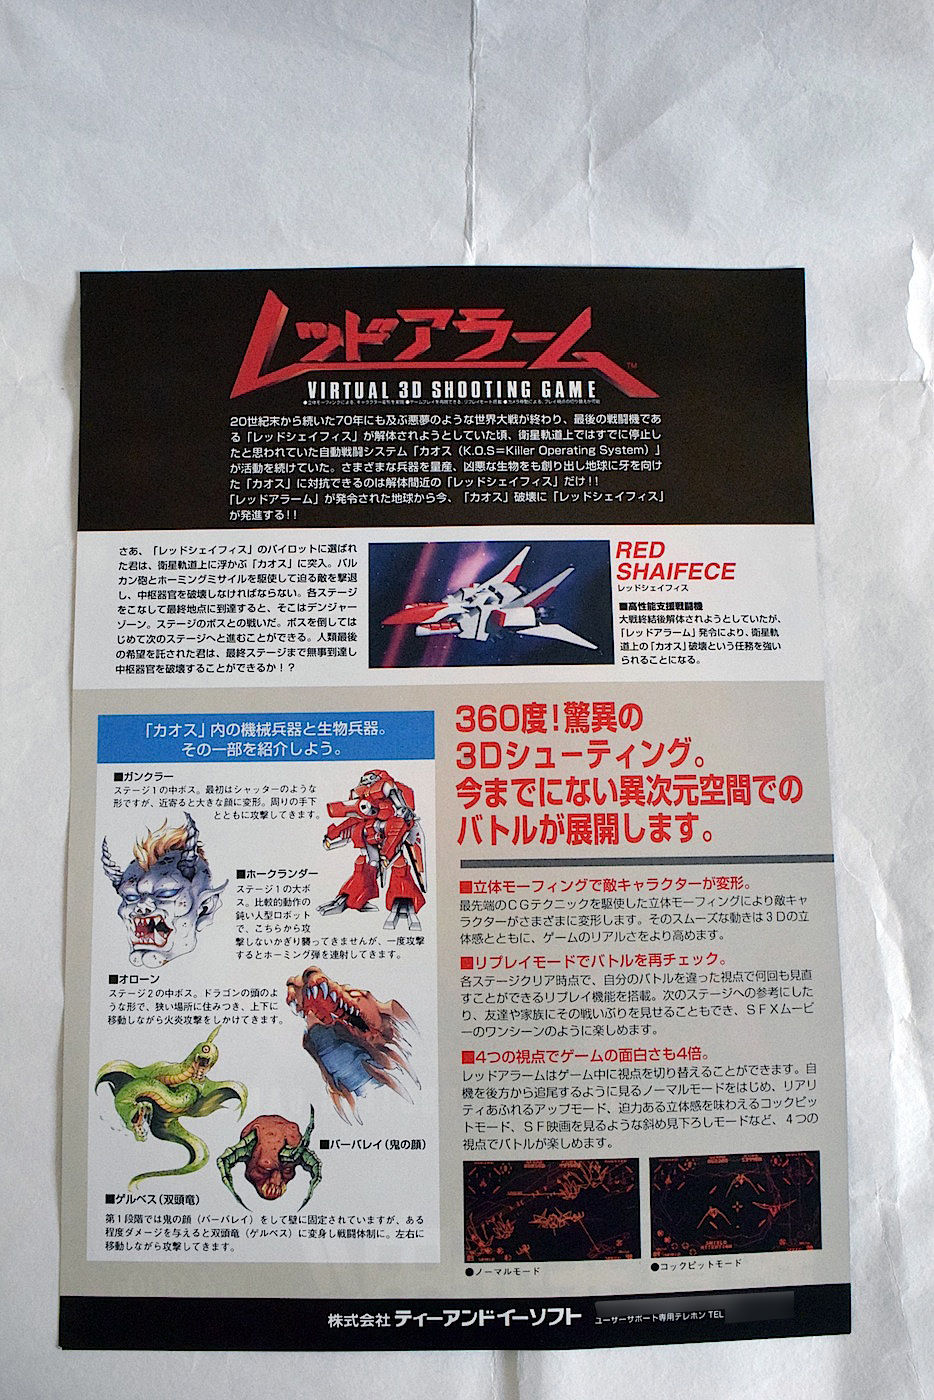 レッドアラーム
TM
VIRTUAL 3D SHOOTING GAME
20世紀末から続いた70年にも及ぶ悪夢のような世界大戦が終わり、最後の戦闘機であ
る「レッドシェイフィス」が解体されようとしていた頃、衛星軌道上ではすでに停止し
たと思われていた自動戦闘システム「カオス(K.O.S=Killer Operating System)」
が活動を続けていた。さまざまな兵器を量産、凶悪な生物をも創り出し地球に牙を向け
た「カオス」に対抗できるのは解体間近の「レッドシェイフィス」だけ!!
「レッドアラーム」が発令された地球から今、「カオス」破壊に「レッドシェイフィス」
が発進する!!
さあ、「レッドシェイフィス」のパイロットに選ばれ
た君は、衛星軌道上に浮かぶ「カオス」に突入。バル
カン砲とホーミングミサイルを駆使して迫る敵を撃退
し、中枢器官を破壊しなければならない。各ステージ
をこなして最終地点に到達すると、そこはデンジャー
ゾーン。ステージのボスとの戦いだ。ボスを倒しては
じめて次のステージへと進むことができる。人類最後
の希望を託された君は、最終ステージまで無事到達し
中枢器官を破壊することができるか!?
RED
SHAIFECE
レッドシェイフィス
■高性能支援戦闘機
大戦終結後解体されようとしていたが、
「レッドアラーム」発令により、衛星軌
道上の「カオス」破壊という任務を強い
られることになる。
「カオス」内の機械兵器と生物兵器。
その一部を紹介しよう。
■ガンクラー
ステージ1の中ボス。最初はシャッターのような
形ですが、近寄ると大きな顔に変形。周りの手下
とともに攻撃してきます。
■ホークランダー
ステージ1の大ボ
ス。比較的動作の
鈍い人型ロボット
で、こちらから攻
撃しないかぎり襲ってきませんが、一度攻撃
するとホーミング弾を連射してきます。
■オローン
ステージ2の中ボス。ドラゴンの頭のよ
うな形で、狭い場所に住みつき、上下に
移動しながら火炎攻撃をしかけてきます。
■バーバレイ(鬼の顔)
■ゲルベス(双頭竜)
第1段階では鬼の顔(バーバレイ)をして壁に固定されていますが、ある
程度ダメージを与えると双頭竜(ゲルベス)に変身し戦闘体制に。左右に
移動しながら攻撃してきます。
360度!驚異の
3Dシューティング。
今までにない異次元空間での
バトルが展開します。
■立体モーフィングで敵キャラクターが変形。
最先端のCGテクニックを駆使した立体モーフィングにより敵キャ
ラクターがさまざまに変形します。そのスムーズな動きは3Dの立
体感とともに、ゲームのリアルさをより高めます。
■リプレイモードでバトルを再チェック。
各ステージクリア時点で、自分のバトルを違った視点で何回も見直
すことができるリプレイ機能を搭載。次のステージへの参考にした
り、友達や家族にその戦いぶりを見せることもでき、SFXムービ
ーのワンシーンのように楽しめます。
■4つの視点でゲームの面白さも4倍。
レッドアラームはゲーム中に視点を切り替えることができます。自
機を後方から追尾するように見るノーマルモードをはじめ、リアリ
ティあふれるアップモード、迫力ある立体感を味わえるコックピッ
トモード、SF映画を見るような斜め見下ろしモードなど、4つの
視点でバトルが楽しめます。
SHIELD
ATTENTION
●ノーマルモード
●コックピットモード
株式会社ティーアンドイーソフト
ユーザーサポート専用テレホン TEL